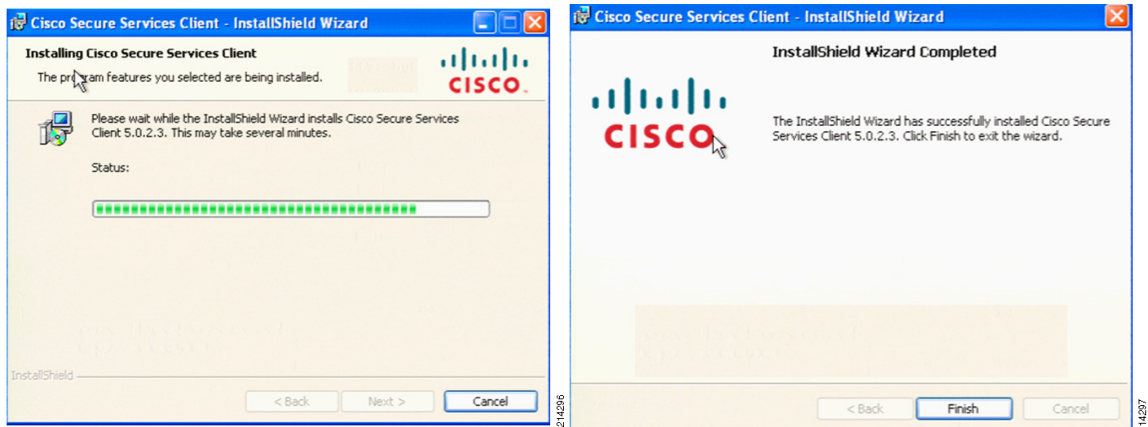 Cisco Secure Services Client - InstallShield Wizard
Installing Cisco Secure Services Client
The program features you selected are being installed.
CISCO
Please wait while the InstallShield Wizard installs Cisco Secure Services
Client 5.0.2.3. This may take several minutes.
Status:
InstallShield
< Back
Next >
Cancel
214296
Cisco Secure Services Client - InstallShield Wizard
InstallShield Wizard Completed
CISCO
The InstallShield Wizard has successfully installed Cisco Secure
Services Client 5.0.2.3. Click Finish to exit the wizard.
< Back
Finish
Cancel